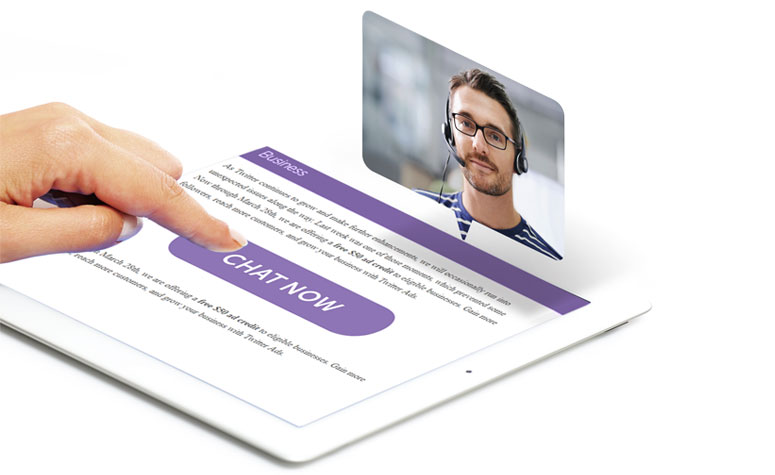 Business
As Twitter continues to grow and make further enhancements, we will occasionally run into
unexpected issues along the way. Last week was one of those moments, which prevented some
Now through March 28th, we are offering a free $50 ad credit to eligible businesses. Gain more
followers, reach more customers, and grow your business with Twitter Ads
CHAT NOW
March 28th, we are offering a free $50 ad credit to eligible businesses. Gain more
reach more customers, and grow your business with Twitter Ads